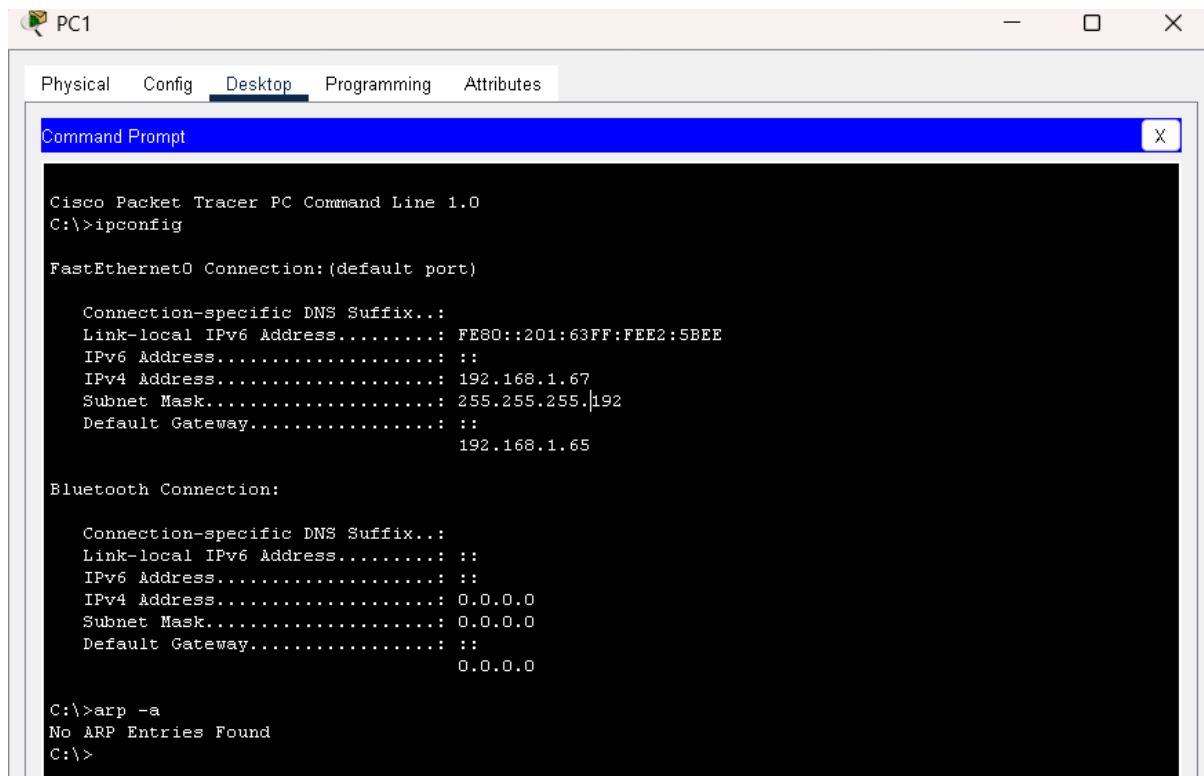 PC1
Physical Config Desktop Programming Attributes
Command Prompt X
Cisco Packet Tracer PC Command Line 1.0
C:\>ipconfig
FastEthernet0 Connection:(default port)
Connection-specific DNS Suffix..:
Link-local IPv6 Address.........: FE80::201:63FF:FEE2:5BEE
IPv6 Address....................: ::
IPv4 Address....................: 192.168.1.67
Subnet Mask.....................: 255.255.255.192
Default Gateway.................: ::
192.168.1.65
Bluetooth Connection:
Connection-specific DNS Suffix..:
Link-local IPv6 Address.........: ::
IPv6 Address....................: ::
IPv4 Address....................: 0.0.0.0
Subnet Mask.....................: 0.0.0.0
Default Gateway.................: ::
0.0.0.0
C:\>arp -a
No ARP Entries Found
C:\>